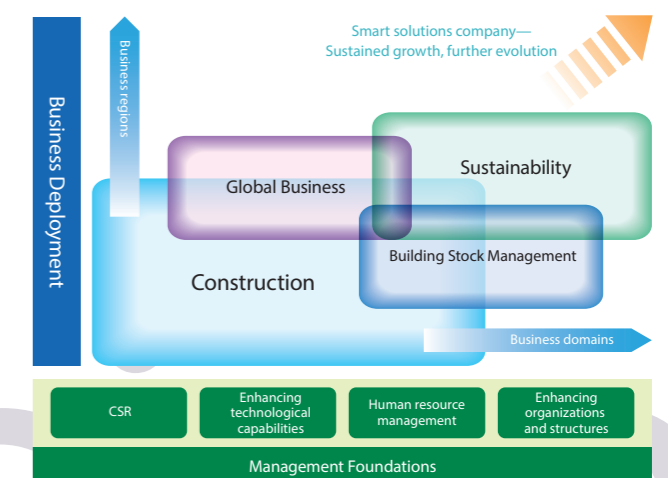 Smart solutions company—
Sustained growth, further evolution
Business Deployment
Business regions
Global Business
Sustainability
Building Stock Management
Construction
Business domains
CSR
Enhancing
technological
capabilities
Human resource
management
Enhancing
organizations
and structures
Management Foundations